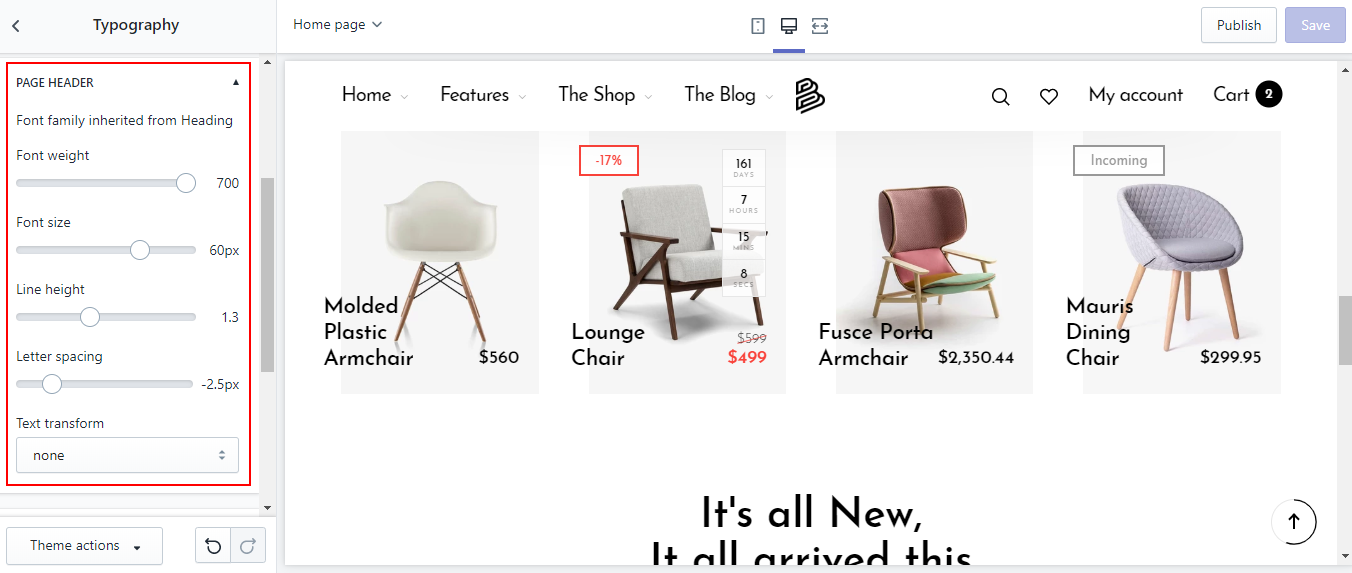 Typography
Home page
Publish
Save
PAGE HEADER
Font family inherited from Heading
Font weight
700
Font size
60px
Line height
1.3
Letter spacing
-2.5px
Text transform
none
Theme actions
Home
Features
The Shop
The Blog
My account
Cart
2
Molded
Plastic
Armchair
$560
-17%
161
DAYS
7
HOURS
15
MINS
8
SECS
Lounge
Chair
$599
$499
Fusce Porta
Armchair
$2,350.44
Incoming
Mauris
Dining
Chair
$299.95
It's all New,
It all arrived this